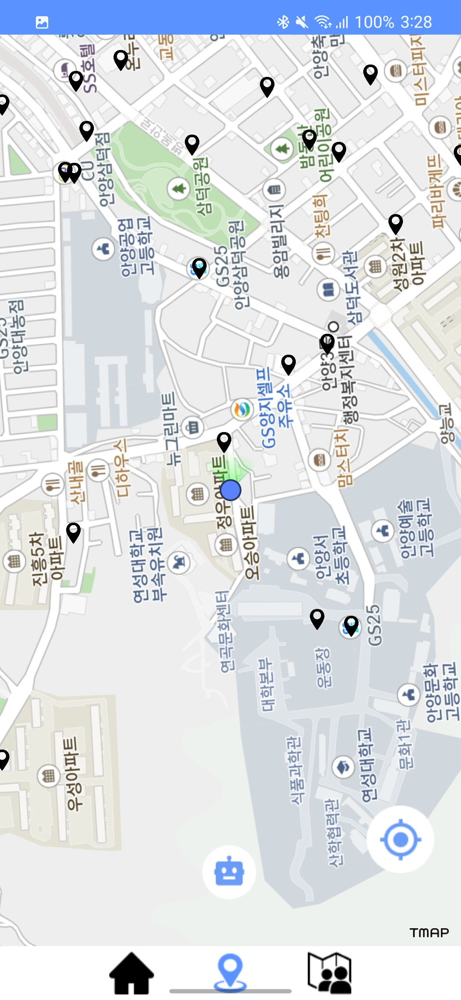 100% 3:28
SS호텔
교동
안양축
미스터피자
CU
안양삼덕점
삼덕공원
밤동산
어린이공원
파리바게뜨
찬팅희
용암빌리지
안양공업
고등학교
GS25
안양삼덕공원
성원2차
아파트
삼덕도서관
GS25
안양대농점
안양3동
행정복지센터
GS양지셀프
주유소
뉴그린마트
양능교
맘스터치
디하우스
산내골
정우아파트
오승아파트
진흥5차
아파트
연성대학교
부속유치원
안양서
초등학교
안양예술
고등학교
연곡문화센터
GS25
운동장
대학본부
안양문화
고등학교
문화1관
연성대학교
식품과학관
산학협력관
우성아파트
TMAP